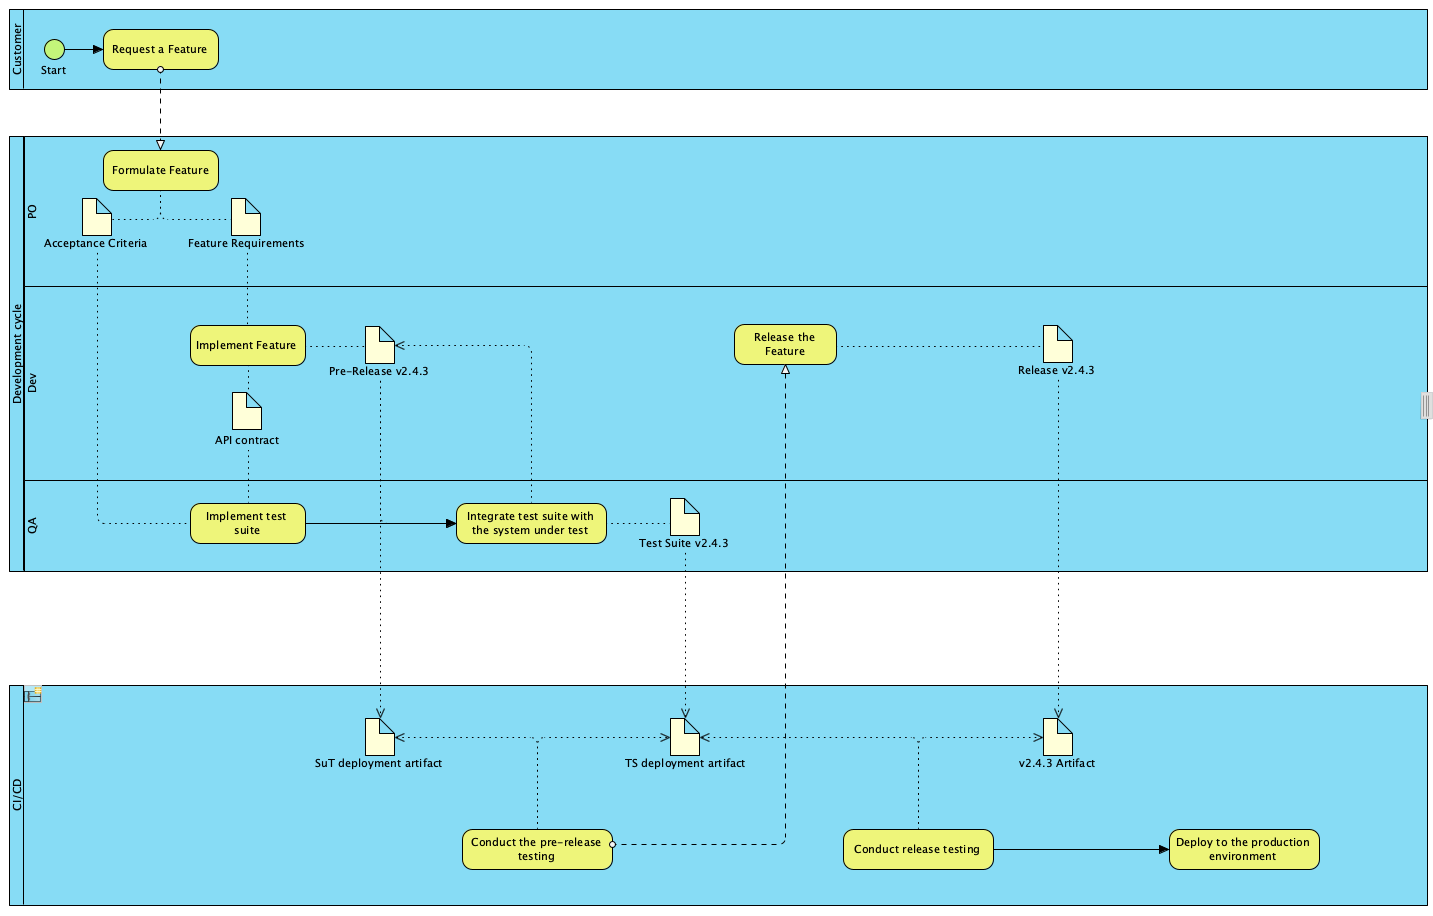 Customer
Request a Feature
Start
Development cycle
PO
Formulate Feature
Acceptance Criteria
Feature Requirements
Dev
Implement Feature
Pre-Release v2.4.3
API contract
Release the
Feature
Release v2.4.3
QA
Implement test
suite
Integrate test suite with
the system under test
Test Suite v2.4.3
CI/CD
SuT deployment artifact
TS deployment artifact
v2.4.3 Artifact
Conduct the pre-release
testing
Conduct release testing
Deploy to the production
environment